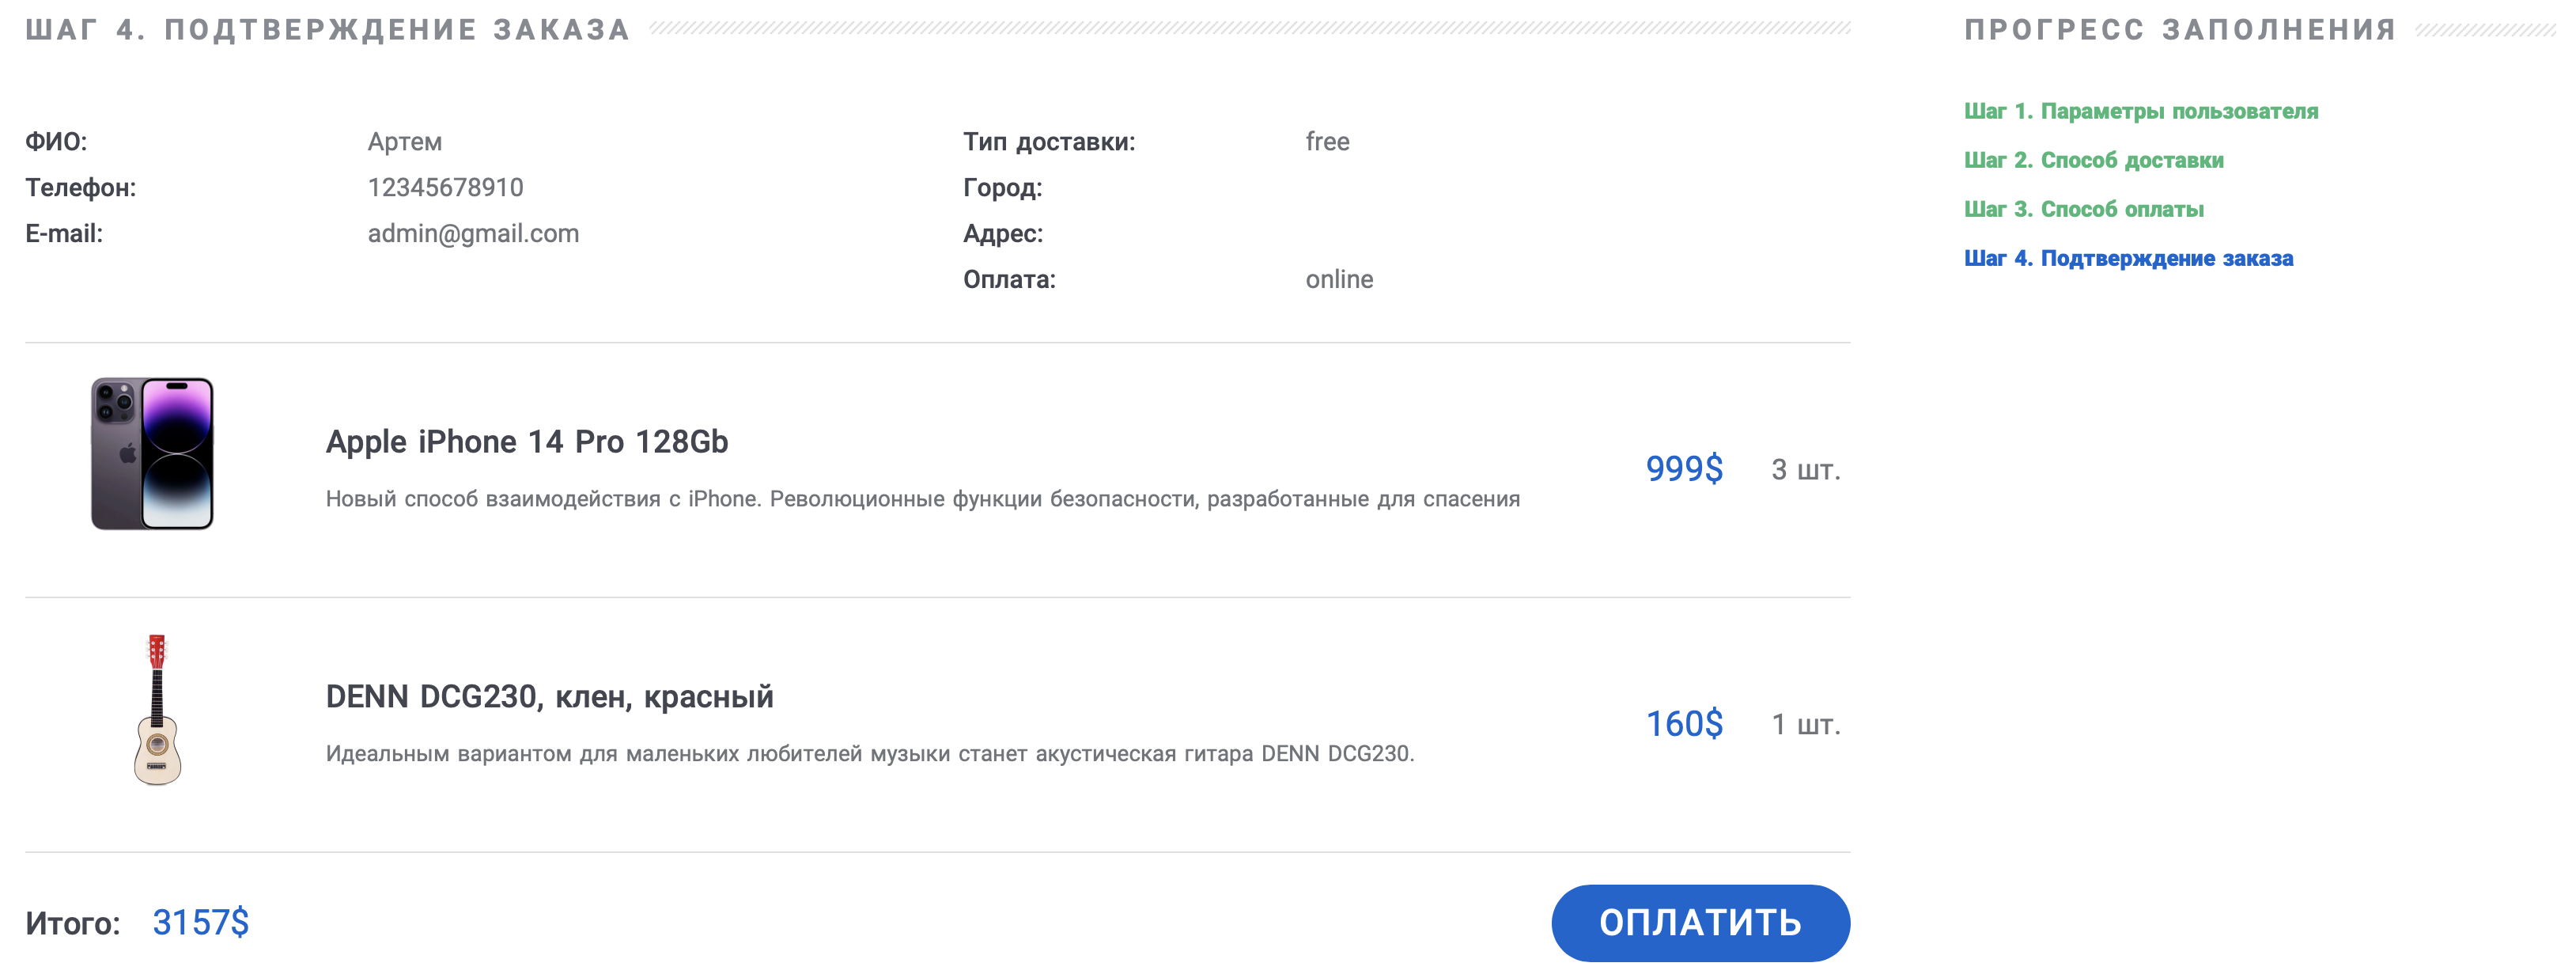 ШАГ 4. ПОДТВЕРЖДЕНИЕ ЗАКАЗА
ФИО: Артем
Телефон: 12345678910
E-mail: admin@gmail.com
Тип доставки: free
Город:
Адрес:
Оплата: online
Apple iPhone 14 Pro 128Gb
Новый способ взаимодействия с iPhone. Революционные функции безопасности, разработанные для спасения
999$ 3 шт.
DENN DCG230, клен, красный
Идеальным вариантом для маленьких любителей музыки станет акустическая гитара DENN DCG230.
160$ 1 шт.
Итого: 3157$
ОПЛАТИТЬ
ПРОГРЕСС ЗАПОЛНЕНИЯ
Шаг 1. Параметры пользователя
Шаг 2. Способ доставки
Шаг 3. Способ оплаты
Шаг 4. Подтверждение заказа